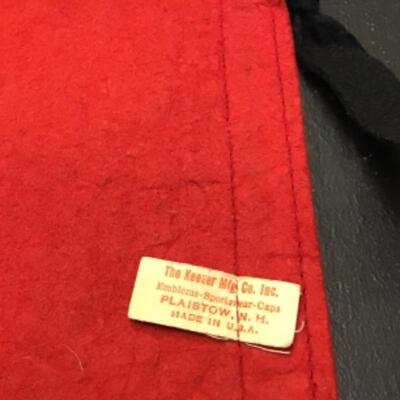 The Keezer Mfg. Co. Inc.
Emblems-Sportswear-Caps
PLAISTOW, N. H.
MADE IN U.S.A.